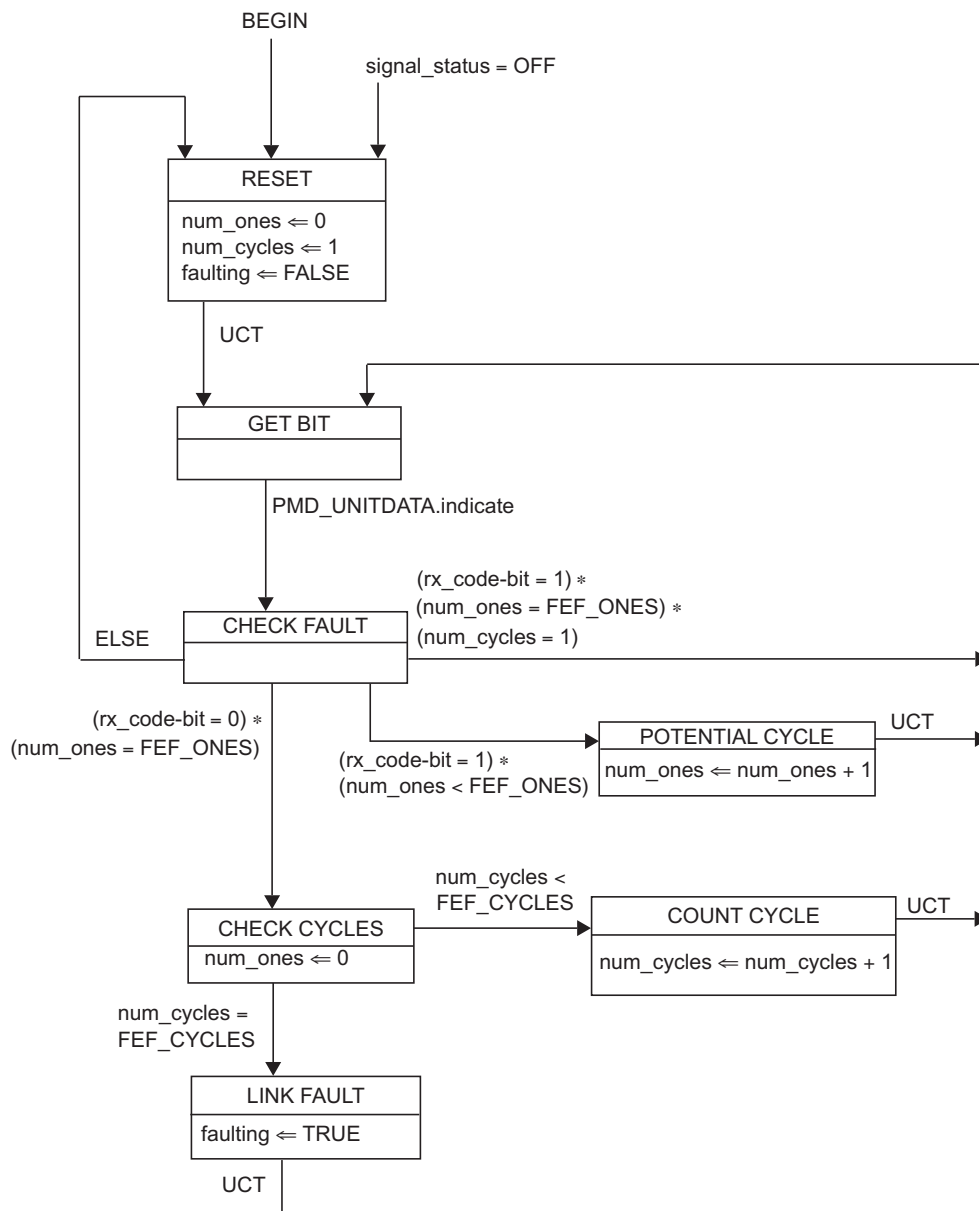 BEGIN
signal_status = OFF
RESET
num_ones ⇐ 0
num_cycles ⇐ 1
faulting ⇐ FALSE
UCT
GET BIT
PMD_UNITDATA.indicate
(rx_code-bit = 1) *
(num_ones = FEF_ONES) *
(num_cycles = 1)
ELSE
CHECK FAULT
(rx_code-bit = 0) *
(num_ones = FEF_ONES)
(rx_code-bit = 1) *
(num_ones < FEF_ONES)
POTENTIAL CYCLE
num_ones ⇐ num_ones + 1
UCT
CHECK CYCLES
num_ones ⇐ 0
num_cycles <
FEF_CYCLES
COUNT CYCLE
num_cycles ⇐ num_cycles + 1
UCT
num_cycles =
FEF_CYCLES
LINK FAULT
faulting ⇐ TRUE
UCT